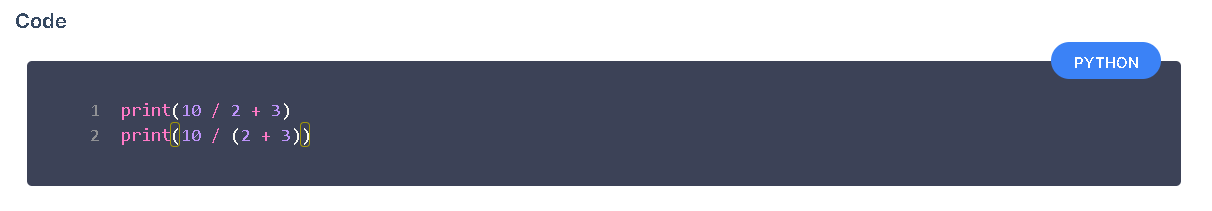 Code
PYTHON
1 print(10 / 2 + 3)
2 print(10 / (2 + 3))